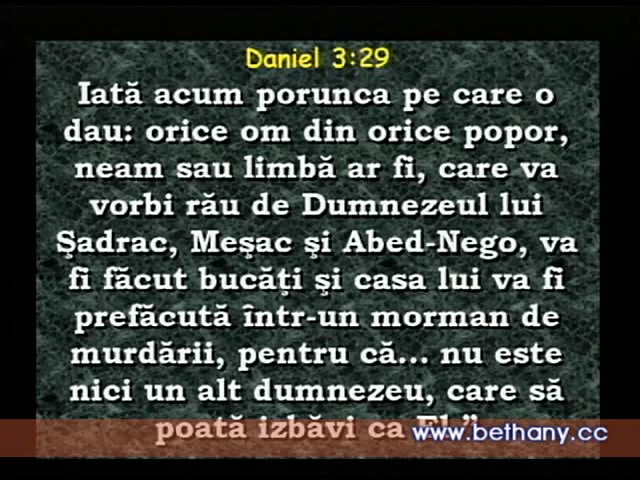 Daniel 3:29
Iată acum porunca pe care o
dau: orice om din orice popor,
neam sau limbă ar fi, care va
vorbi rău de Dumnezeul lui
Şadrac, Meşac şi Abed-Nego, va
fi făcut bucăţi şi casa lui va fi
prefăcută într-un morman de
murdării, pentru că... nu este
nici un alt dumnezeu, care să
poată izbăvi ca El.”
www.bethany.cc